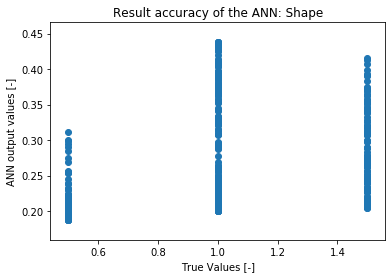 Result accuracy of the ANN: Shape
0.45
0.40
0.35
0.30
0.25
0.20
ANN output values [-]
0.6 0.8 1.0 1.2 1.4
True Values [-]